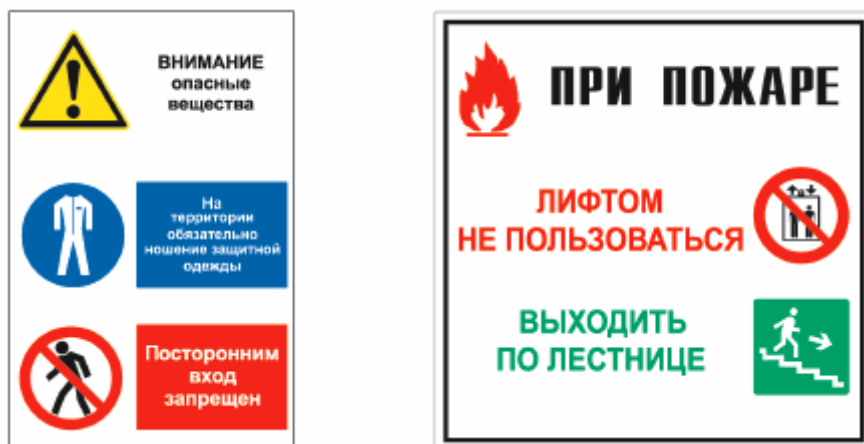 ВНИМАНИЕ
опасные
вещества
На
территории
обязательно
ношение защитной
одежды
Посторонним
вход
запрещен
ПРИ ПОЖАРЕ
ЛИФТОМ
НЕ ПОЛЬЗОВАТЬСЯ
ВЫХОДИТЬ
ПО ЛЕСТНИЦЕ